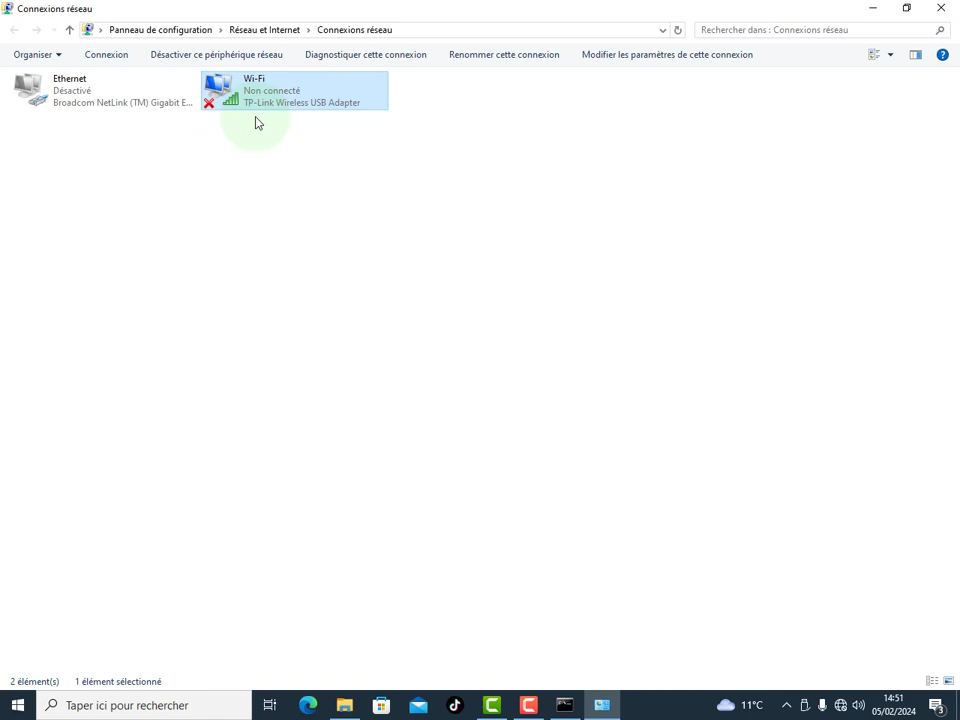 Connexions réseau
Panneau de configuration › Réseau et Internet › Connexions réseau
Rechercher dans : Connexions réseau
Organiser
Connexion
Désactiver ce périphérique réseau
Diagnostiquer cette connexion
Renommer cette connexion
Modifier les paramètres de cette connexion
Ethernet
Désactivé
Broadcom NetLink (TM) Gigabit E...
Wi-Fi
Non connecté
TP-Link Wireless USB Adapter
2 élément(s)
1 élément sélectionné
Taper ici pour rechercher
11°C
14:51
05/02/2024
3